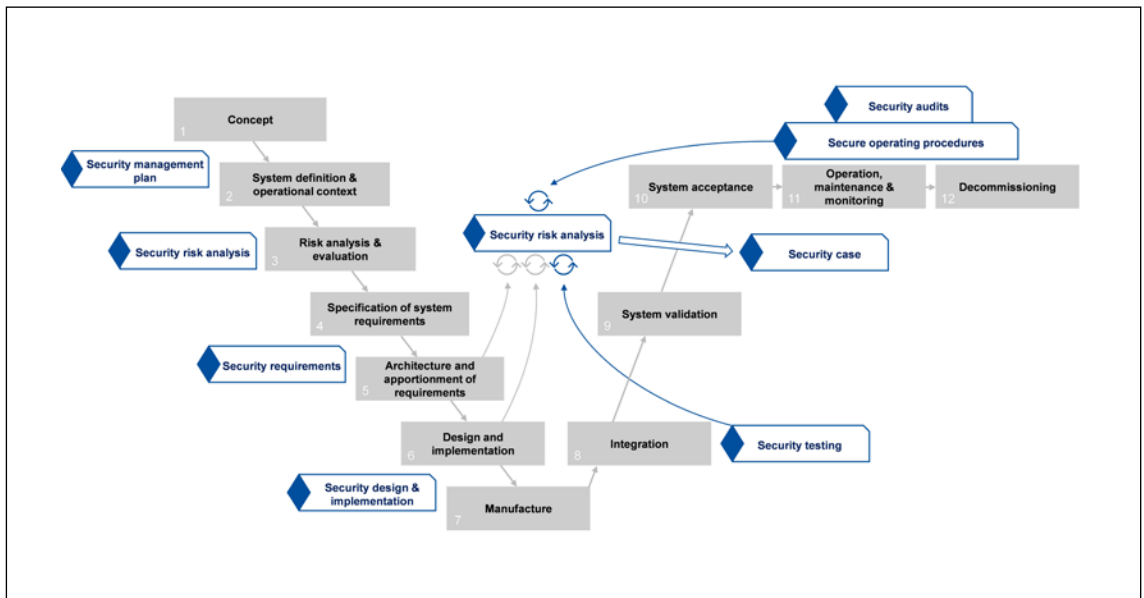 Concept
1
Security management
plan
System definition &
operational context
2
Security risk analysis
Risk analysis &
evaluation
3
Specification of system
requirements
4
Security requirements
Architecture and
apportionment of
requirements
5
Design and
implementation
6
Security design &
implementation
Manufacture
7
Integration
8
Security testing
System validation
9
Security risk analysis
Security case
System acceptance
10
Operation,
maintenance &
monitoring
11
Decommissioning
12
Security audits
Secure operating procedures